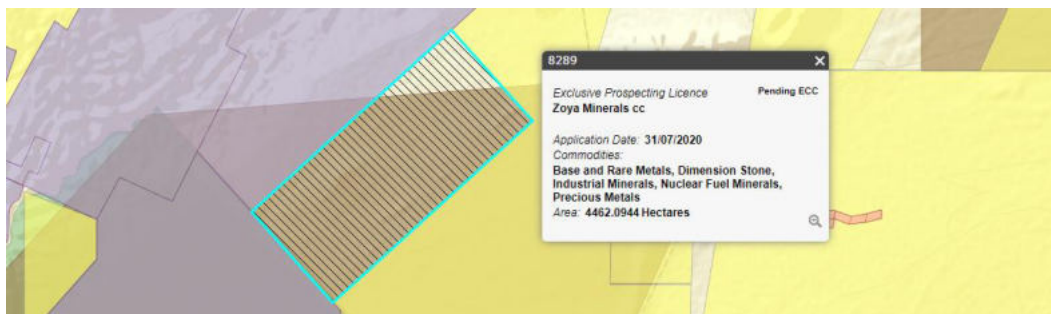 8289
Exclusive Prospecting Licence Pending ECC
Zoya Minerals cc
Application Date: 31/07/2020
Commodities:
Base and Rare Metals, Dimension Stone,
Industrial Minerals, Nuclear Fuel Minerals,
Precious Metals
Area: 4462.0944 Hectares